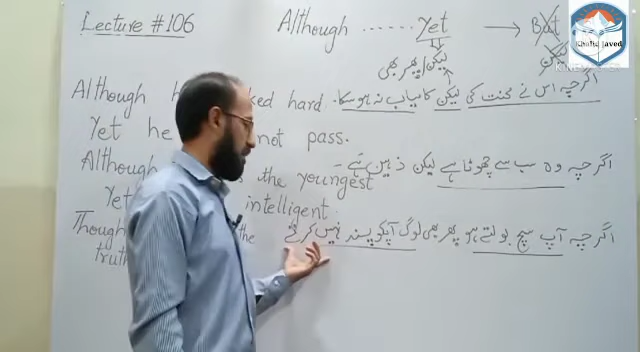 Lecture #106
Although ...... Yet → But
لیکن/پھر بھی
لیکن
Khalid Javed
Although h ked hard. اگرچہ اس نے محنت کی لیکن کامیاب نہ ہو سکا
Yet he not pass.
Although s the youngest اگرچہ وہ سب سے چھوٹا ہے لیکن ذہین ہے -
Yet intelligent.
Though the اگرچہ آپ سچ بولتے ہو پھر بھی لوگ آپکو پسند نہیں کرتے
truth